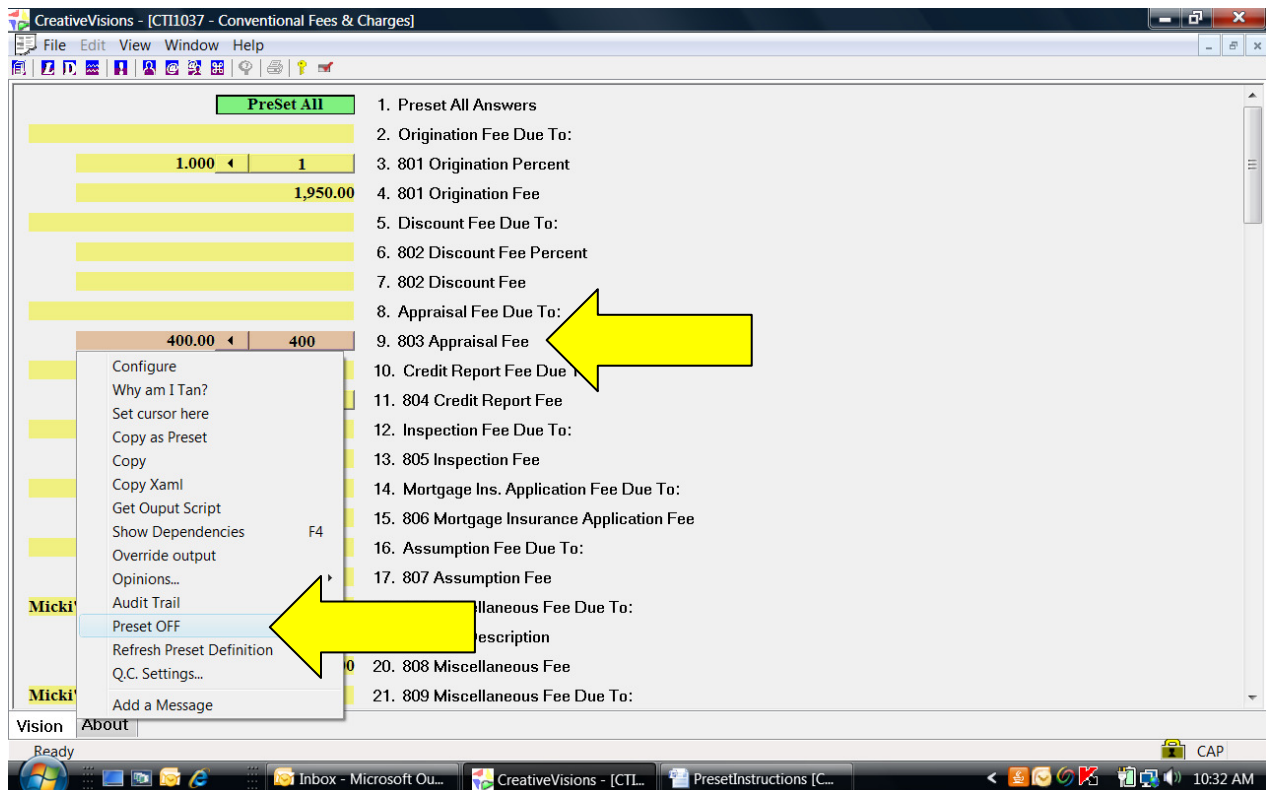 CreativeVisions - [CTI1037 - Conventional Fees & Charges]
File Edit View Window Help
PreSet All 1. Preset All Answers
2. Origination Fee Due To:
1.000 1 3. 801 Origination Percent
1,950.00 4. 801 Origination Fee
5. Discount Fee Due To:
6. 802 Discount Fee Percent
7. 802 Discount Fee
8. Appraisal Fee Due To:
400.00 400 9. 803 Appraisal Fee
Configure
10. Credit Report Fee Due
Why am I Tan?
11. 804 Credit Report Fee
Set cursor here
12. Inspection Fee Due To:
Copy as Preset
13. 805 Inspection Fee
Copy
14. Mortgage Ins. Application Fee Due To:
Copy Xaml
15. 806 Mortgage Insurance Application Fee
Get Ouput Script
Show Dependencies F4
16. Assumption Fee Due To:
Override output
17. 807 Assumption Fee
Opinions...
Micki' Audit Trail ellaneous Fee Due To:
Preset OFF escription
Refresh Preset Definition
0 20. 808 Miscellaneous Fee
Q.C. Settings...
Micki' 21. 809 Miscellaneous Fee Due To:
Add a Message
Vision About
Ready CAP
Inbox - Microsoft Ou... CreativeVisions - [CTI... PresetInstructions [C... 10:32 AM